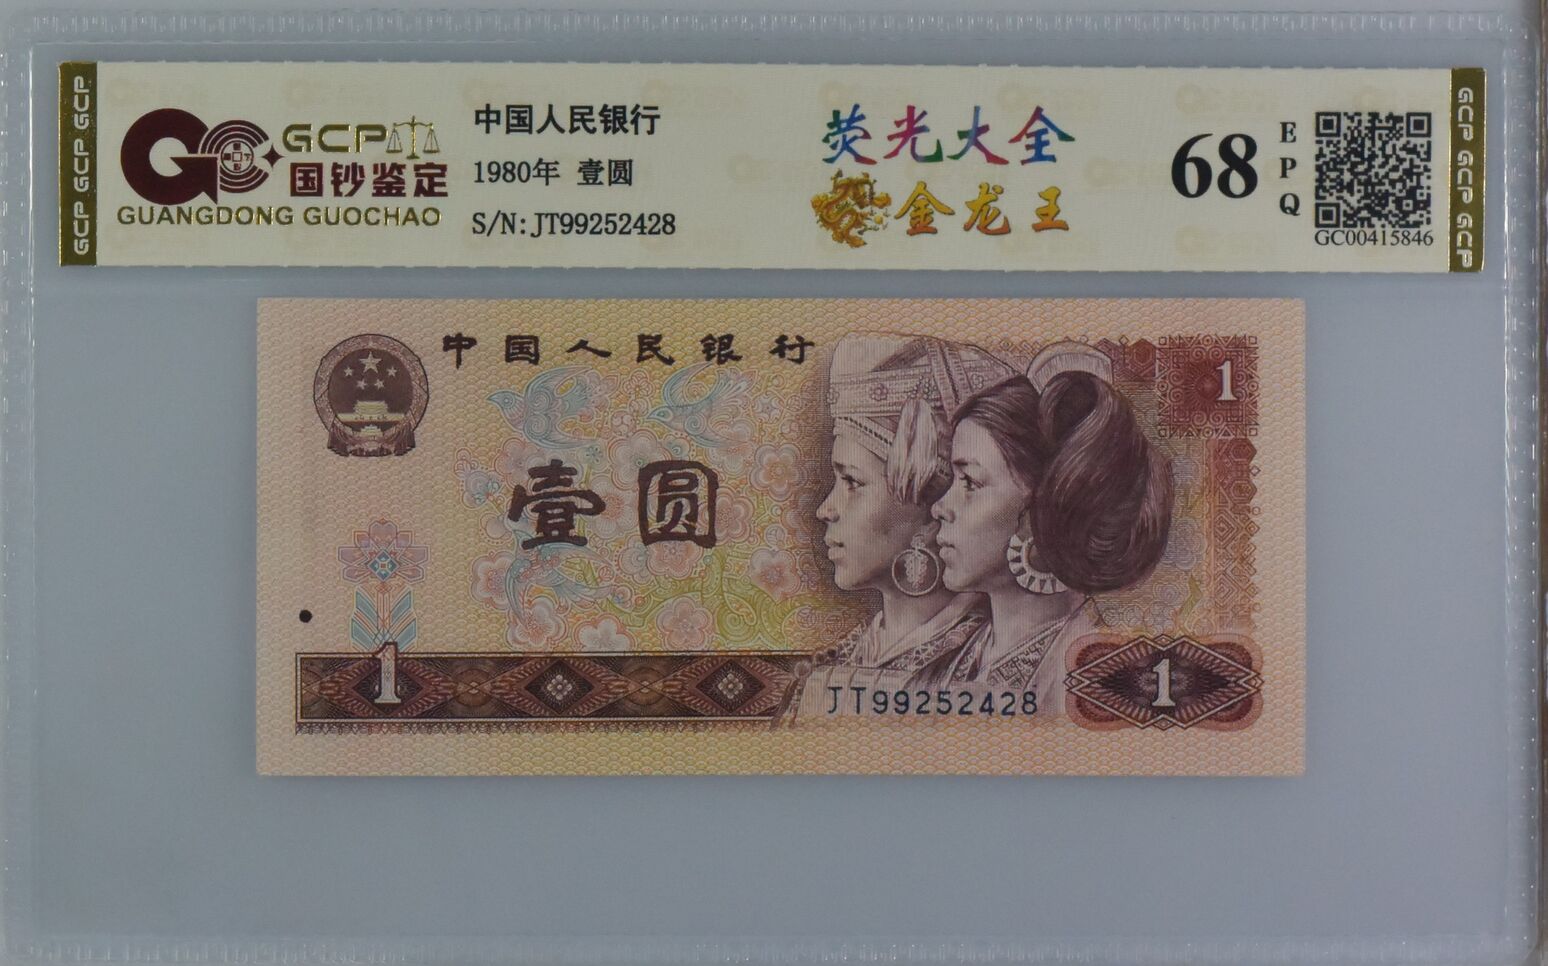 GCP GCP GCP
GCP
国钞鉴定
GUANGDONG GUOCHAO
中国人民银行
1980年 壹圆
S/N:JT99252428
荧光大全
金龙王
68
EPQ
GC00415846
GCP GCP GCP
中国人民银行
1
壹圆
1
JT99252428
1